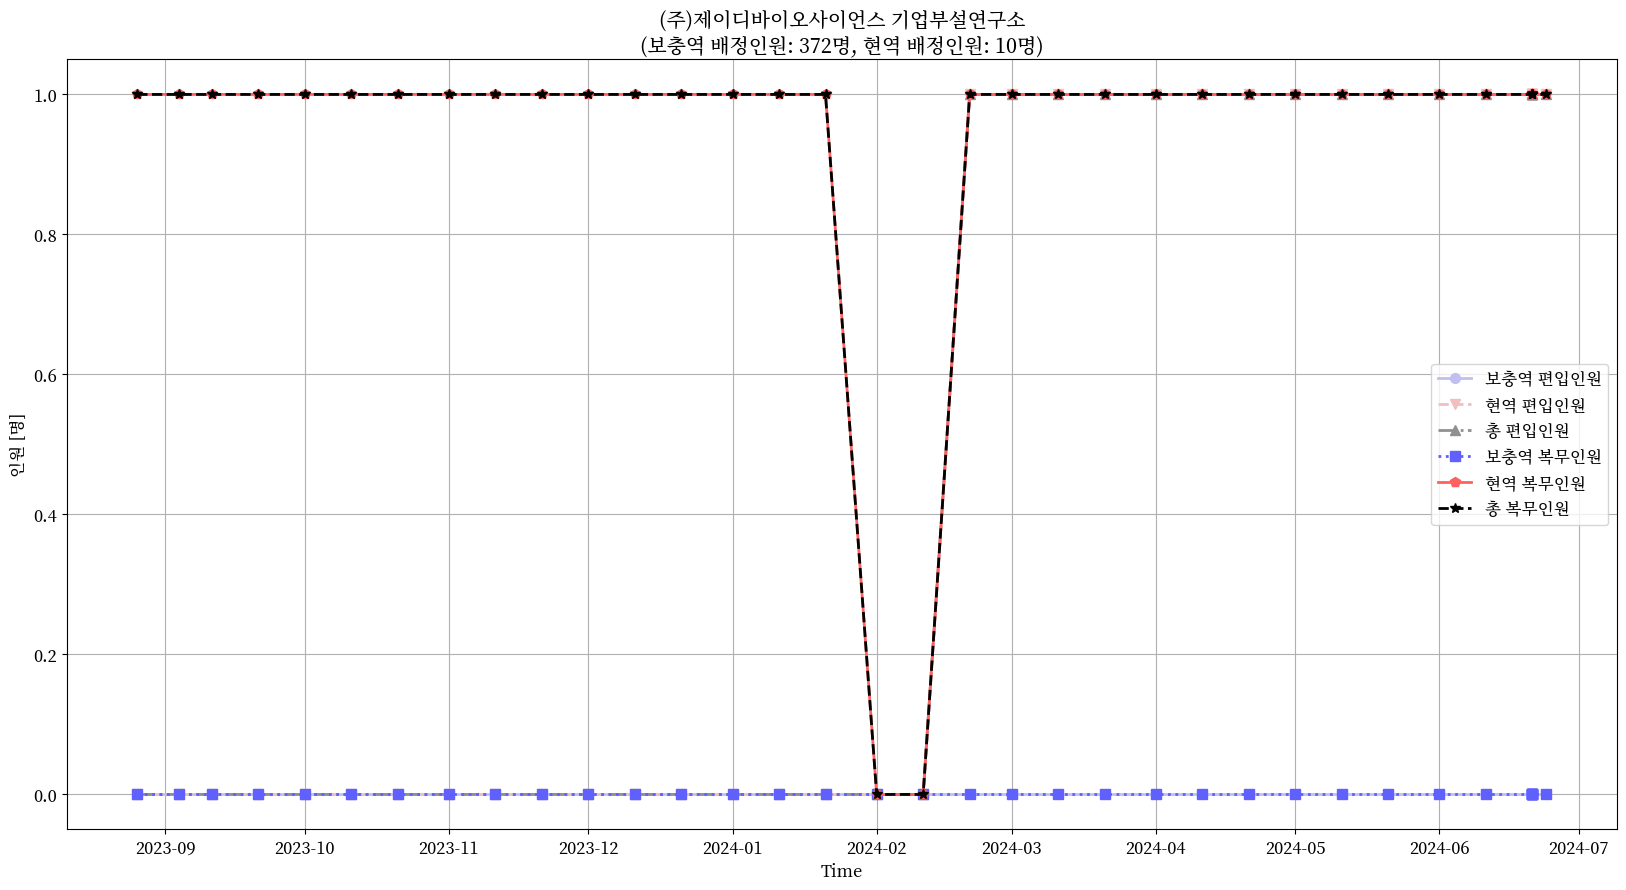 (주)제이디바이오사이언스 기업부설연구소
(보충역 배정인원: 372명, 현역 배정인원: 10명)
1.0
0.8
0.6
0.4
0.2
0.0
인원 [명]
보충역 편입인원
현역 편입인원
총 편입인원
보충역 복무인원
현역 복무인원
총 복무인원
2023-09 2023-10 2023-11 2023-12 2024-01 2024-02 2024-03 2024-04 2024-05 2024-06 2024-07
Time